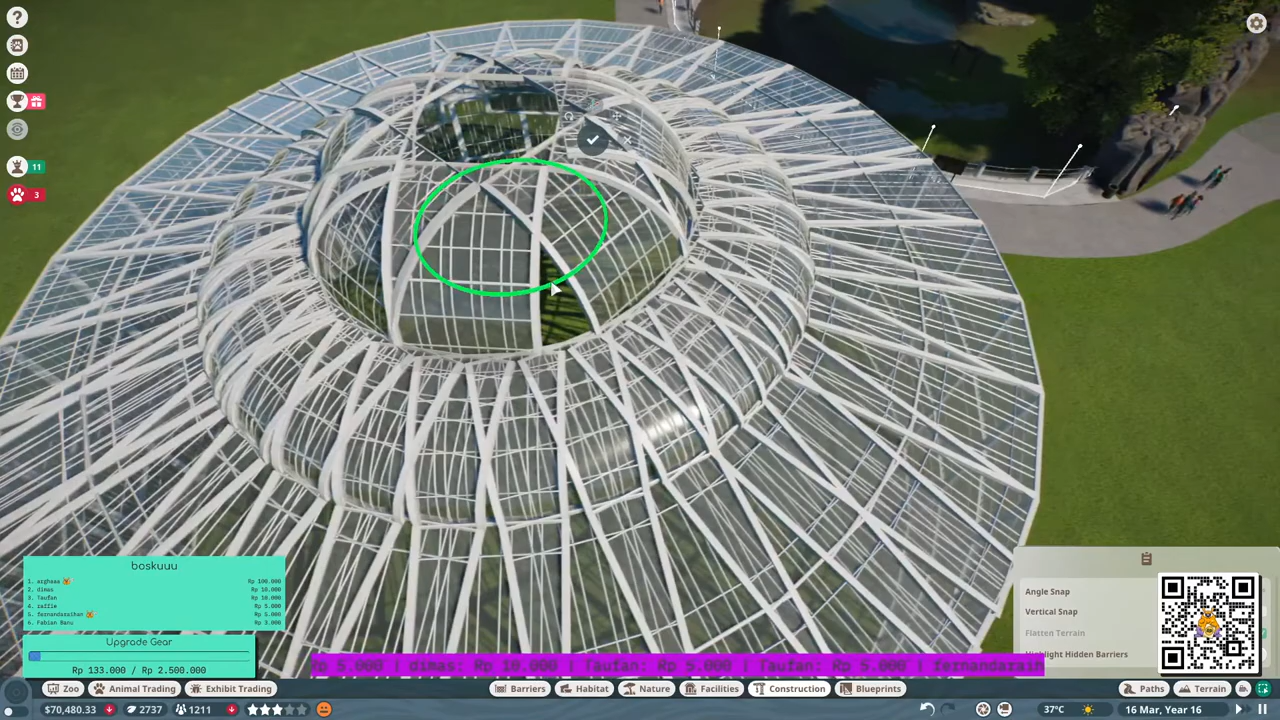 ?
11
3
boskuuu
1. arghaaa Rp 100.000
2. dimas Rp 10.000
3. Taufan Rp 10.000
4. raffie Rp 5.000
5. fernandaraihan Rp 5.000
6. Fabian Banu Rp 3.000
Upgrade Gear
Rp 133.000 / Rp 2.500.000
Rp 5.000 | dimas: Rp 10.000 | Taufan: Rp 5.000 | Taufan: Rp 5.000 | fernandarain
Angle Snap
Vertical Snap
Flatten Terrain
Highlight Hidden Barriers
Zoo
Animal Trading
Exhibit Trading
Barriers
Habitat
Nature
Facilities
Construction
Blueprints
Paths
Terrain
$70,480.33
2737
1211
37°C
16 Mar, Year 16